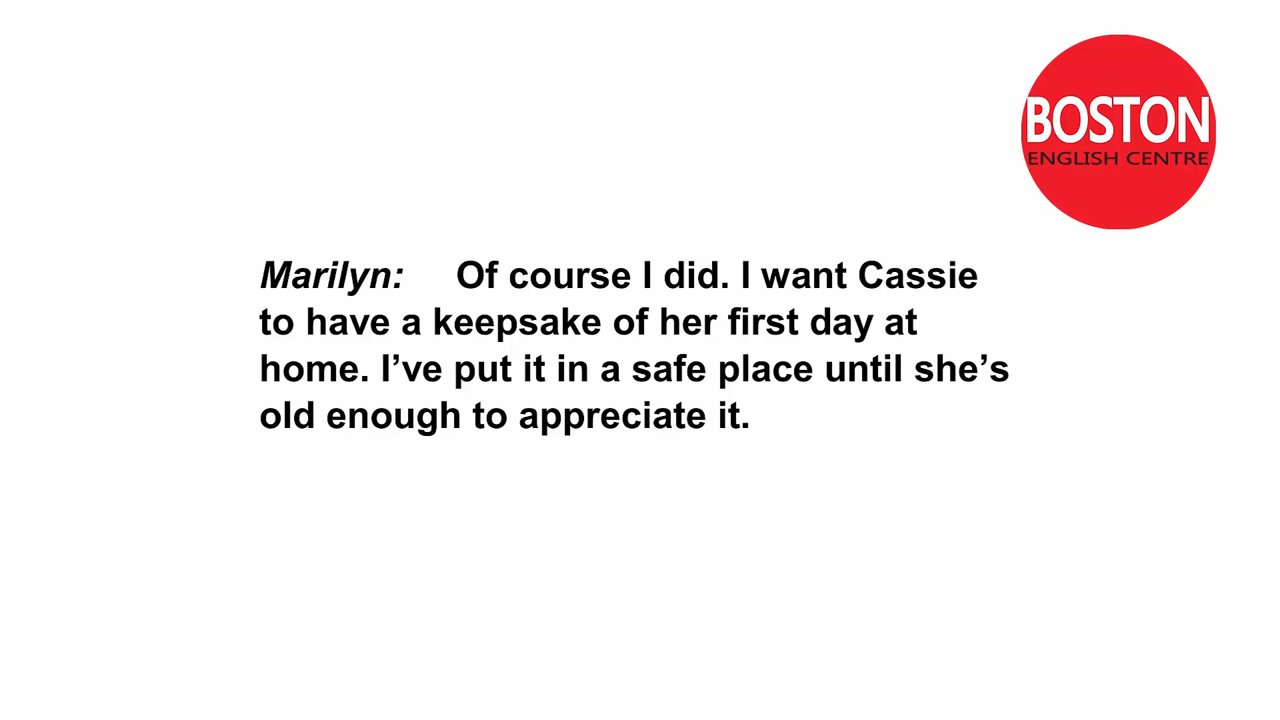 BOSTON
ENGLISH CENTRE
Marilyn: Of course I did. I want Cassie
to have a keepsake of her first day at
home. I’ve put it in a safe place until she’s
old enough to appreciate it.